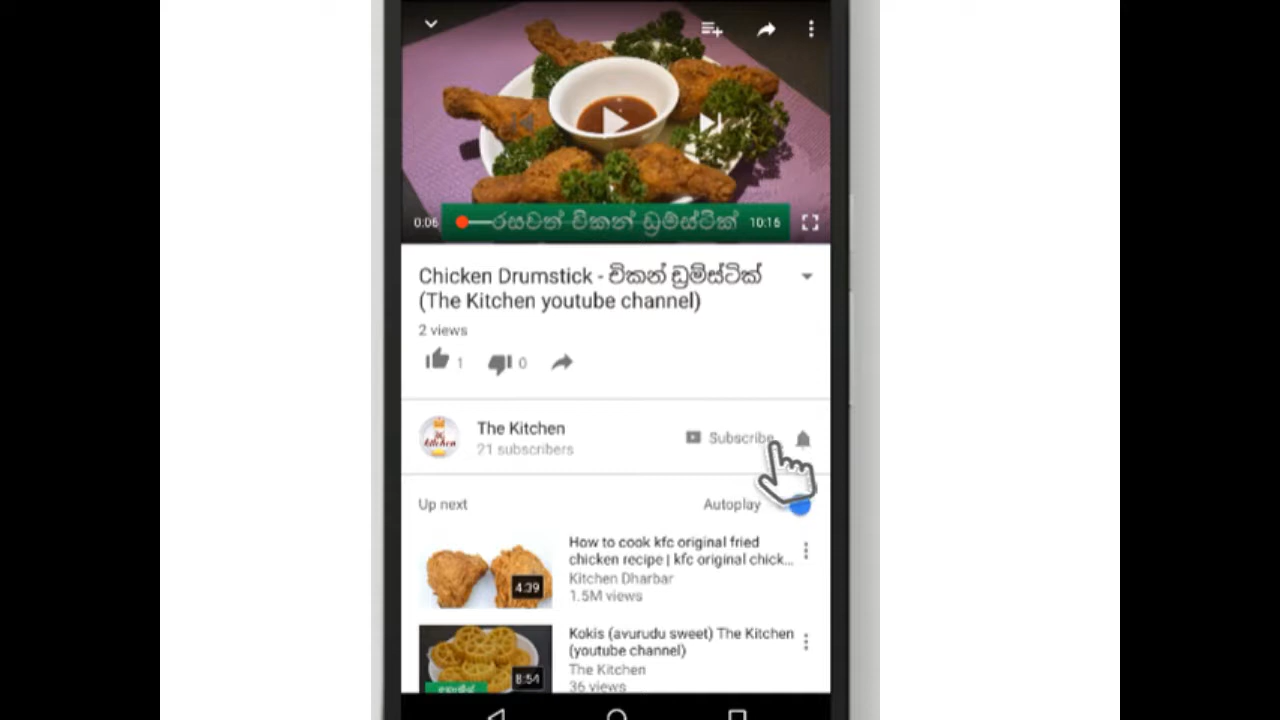 0:06
රසවත් චිකන් ඩ්‍රම්ස්ටික්
10:16
Chicken Drumstick - චිකන් ඩ්‍රම්ස්ටික්
(The Kitchen youtube channel)
2 views
1
0
The Kitchen
21 subscribers
Subscribe
Up next
Autoplay
How to cook kfc original fried
chicken recipe | kfc original chick...
Kitchen Dharbar
1.5M views
4:39
Kokis (avurudu sweet) The Kitchen
(youtube channel)
The Kitchen
36 views
8:54